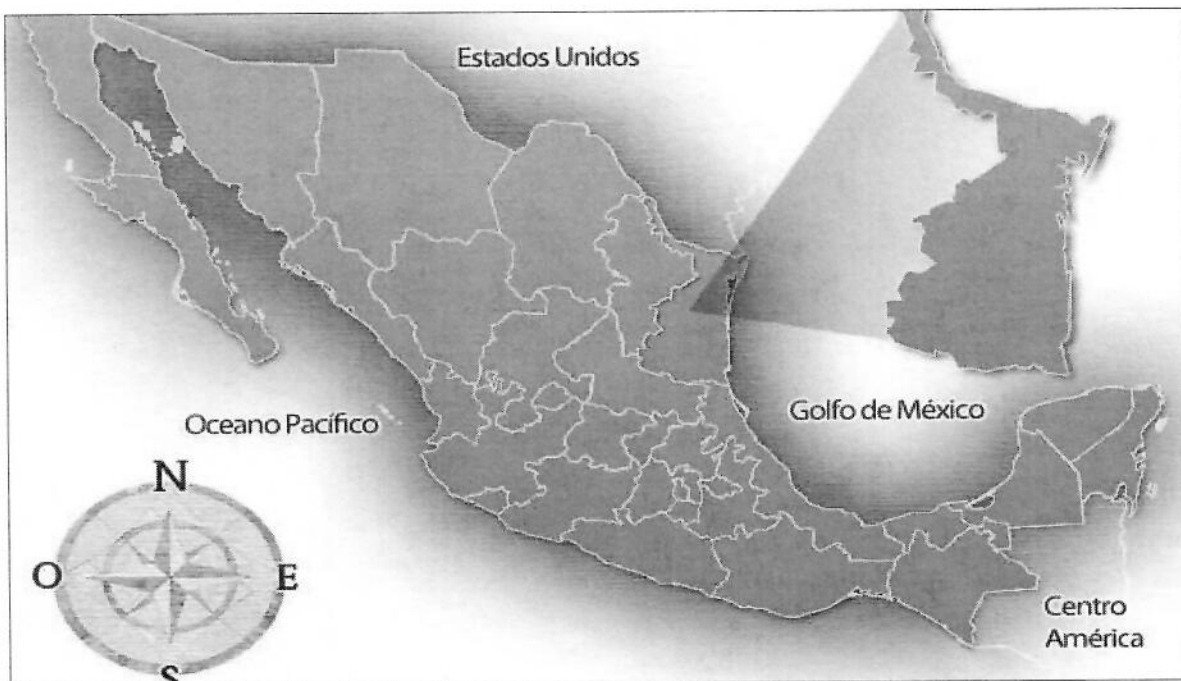 Estados Unidos
Oceano Pacífico
Golfo de México
N
O
E
S
Centro
América